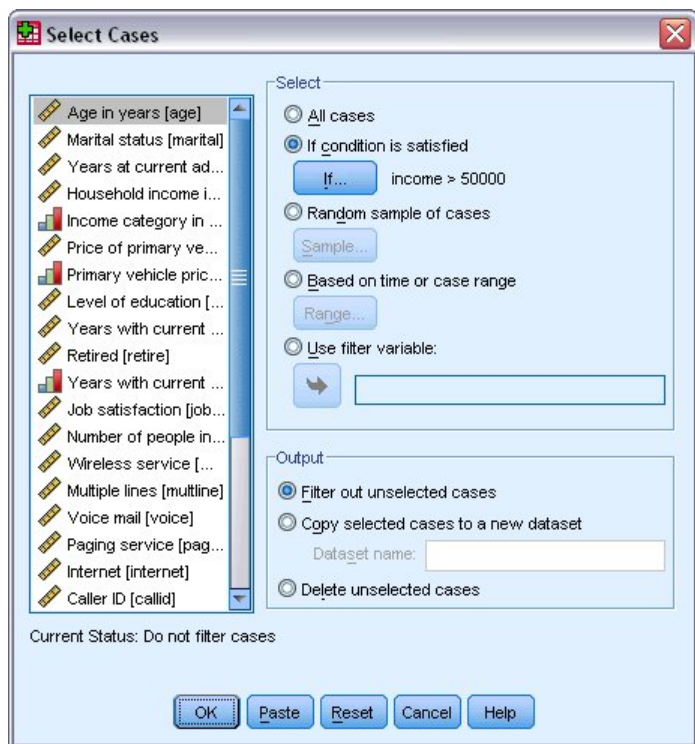 Select Cases
Age in years [age]
Marital status [marital]
Years at current ad...
Household income i...
Income category in ...
Price of primary ve...
Primary vehicle pric...
Level of education [...
Years with current ...
Retired [retire]
Years with current ...
Job satisfaction [job...
Number of people in...
Wireless service [...
Multiple lines [multline]
Voice mail [voice]
Paging service [pag...
Internet [internet]
Caller ID [callid]
Current Status: Do not filter cases
Select
All cases
If condition is satisfied
If... income > 50000
Random sample of cases
Sample...
Based on time or case range
Range...
Use filter variable:
Output
Filter out unselected cases
Copy selected cases to a new dataset
Dataset name:
Delete unselected cases
OK Paste Reset Cancel Help